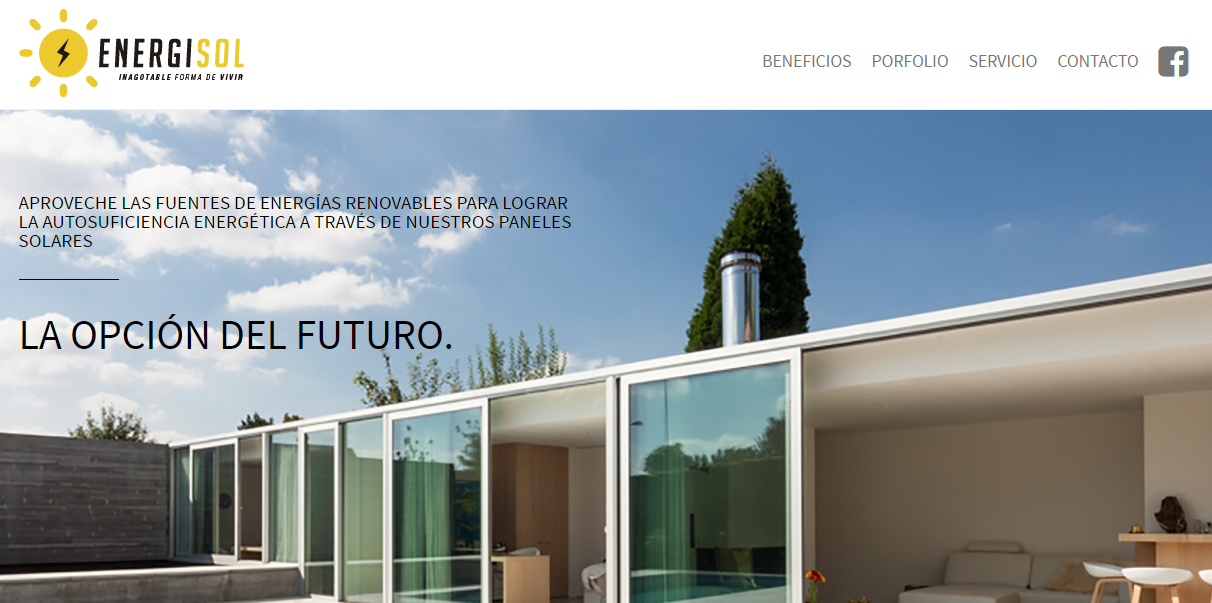 ENERGISOL
INAGOTABLE FORMA DE VIVIR
BENEFICIOS PORFOLIO SERVICIO CONTACTO
APROVECHE LAS FUENTES DE ENERGÍAS RENOVABLES PARA LOGRAR
LA AUTOSUFICIENCIA ENERGÉTICA A TRAVÉS DE NUESTROS PANELES
SOLARES
LA OPCIÓN DEL FUTURO.